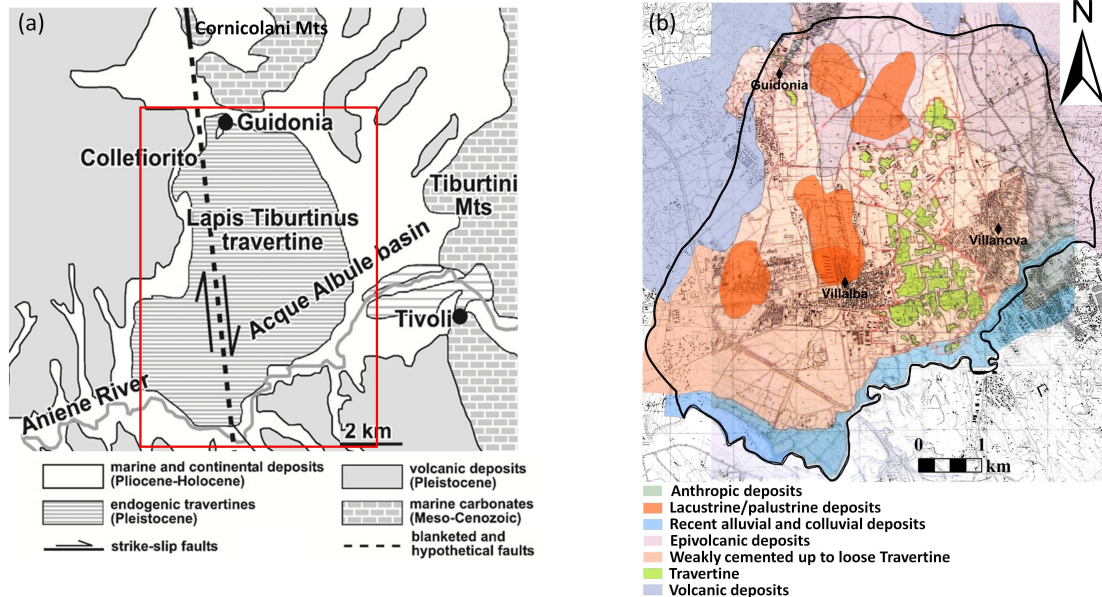 (a)
Cornicolani Mts
Guidonia
Collefiorito
Tiburtini
Mts
Lapis Tiburtinus
travertine
Acque Albule basin
Tivoli
Aniene River
2 km
marine and continental deposits
(Pliocene-Holocene)
volcanic deposits
(Pleistocene)
endogenic travertines
(Pleistocene)
marine carbonates
(Meso-Cenozoic)
strike-slip faults
blanketed and
hypothetical faults
(b)
N
Guidonia
Villanova
Villalba
0 1
km
Anthropic deposits
Lacustrine/palustrine deposits
Recent alluvial and colluvial deposits
Epivolcanic deposits
Weakly cemented up to loose Travertine
Travertine
Volcanic deposits